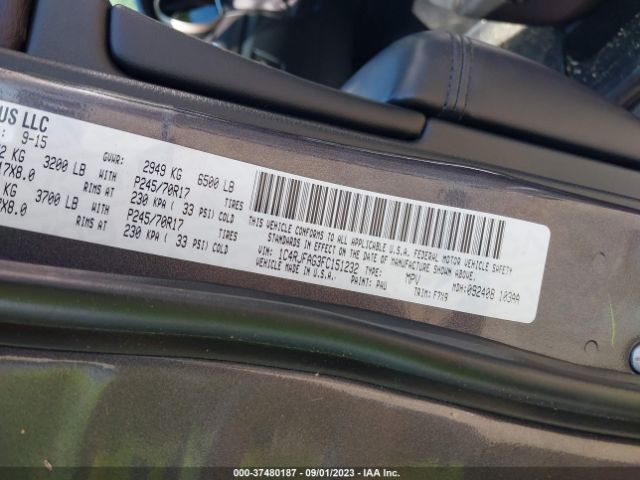 US LLC
9-15
KG 3200 LB
GVWR: 2949 KG 6500 LB
17X8.0 RIMS AT WITH P245/70R17 TIRES
230 KPA ( 33 PSI) COLD
KG 3700 LB WITH P245/70R17 TIRES
7X8.0 RIMS AT 230 KPA ( 33 PSI) COLD
THIS VEHICLE CONFORMS TO ALL APPLICABLE U.S.A. FEDERAL MOTOR VEHICLE SAFETY
STANDARDS IN EFFECT ON THE DATE OF MANUFACTURE SHOWN ABOVE.
VIN: 1C4RJFAG3FC151232 TYPE: MPV MDH: 092408 103AA
MADE IN U.S.A. PAINT: PAU TRIM: F7X9
000-37480187 - 09/01/2023 - IAA Inc.